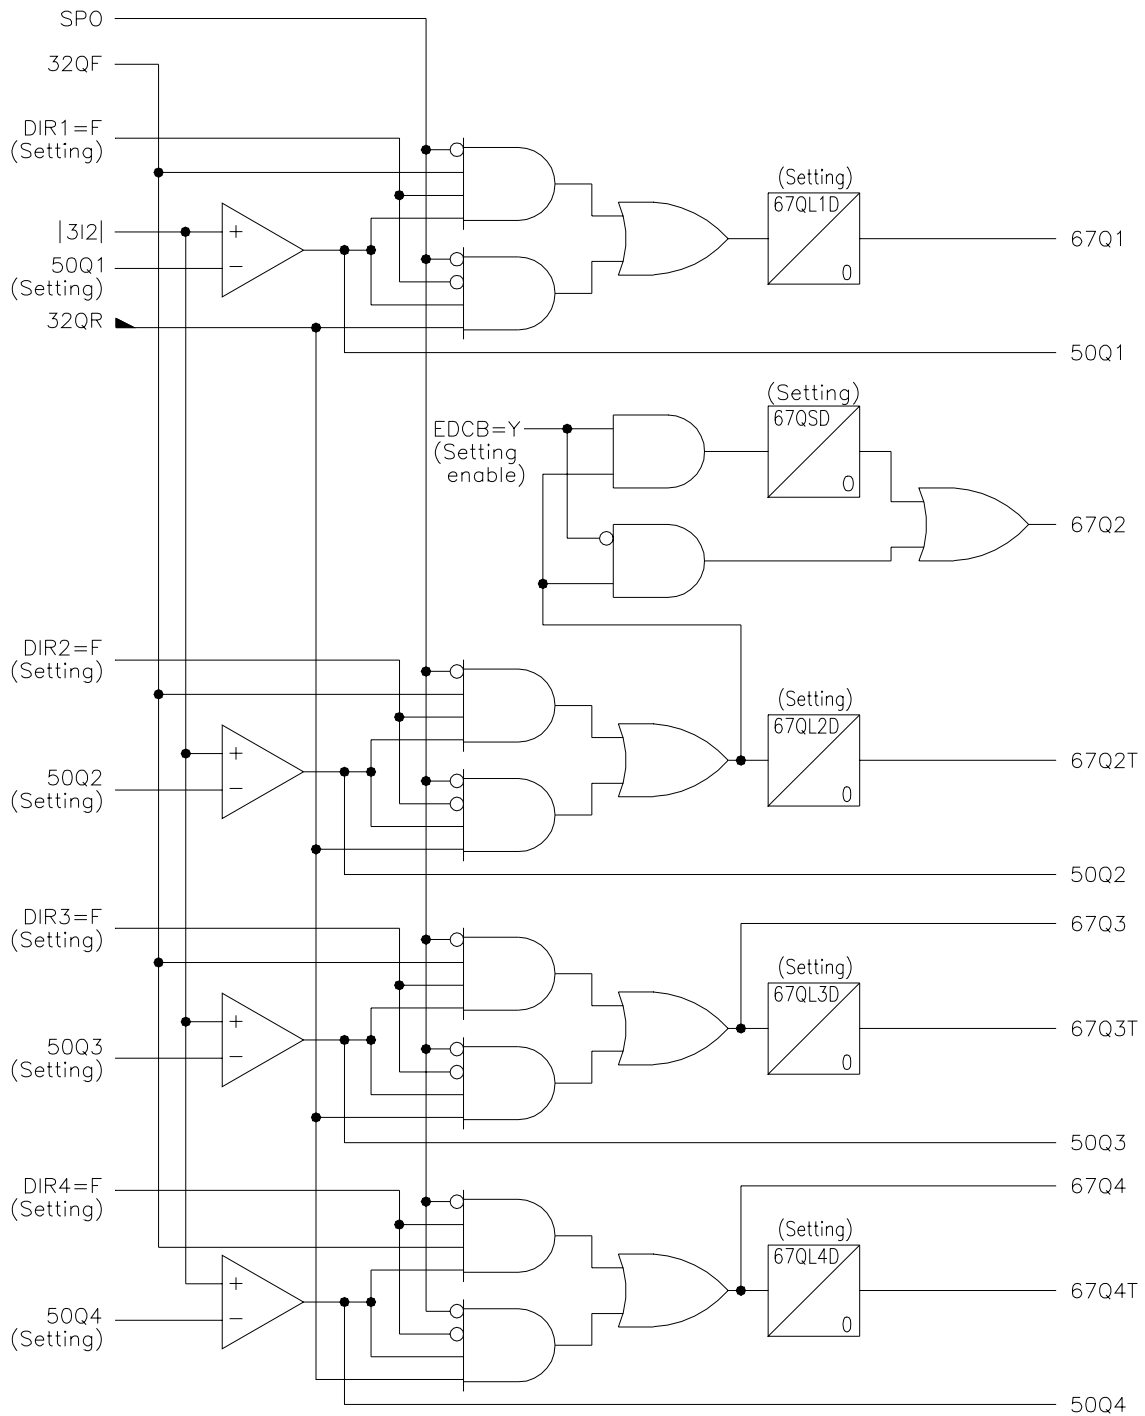 SPO
32QF
DIR1=F
(Setting)
(Setting)
67QL1D
0
67Q1
|3I2|
+
50Q1
−
(Setting)
32QR
50Q1
(Setting)
67QSD
0
EDCB=Y
(Setting
enable)
67Q2
DIR2=F
(Setting)
(Setting)
67QL2D
0
67Q2T
+
50Q2
−
(Setting)
50Q2
DIR3=F
(Setting)
67Q3
(Setting)
67QL3D
0
67Q3T
+
50Q3
−
(Setting)
50Q3
DIR4=F
(Setting)
67Q4
(Setting)
67QL4D
0
67Q4T
+
50Q4
−
(Setting)
50Q4